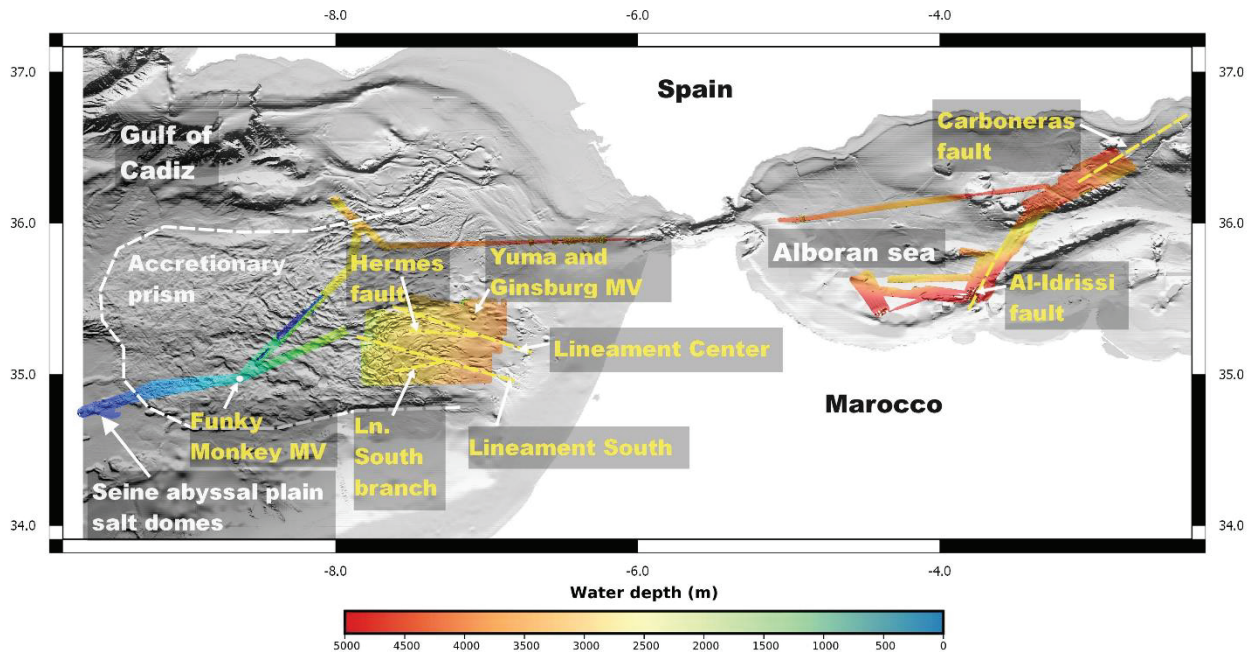 -8.0
-6.0
-4.0
37.0
37.0
Spain
Gulf of
Cadiz
Carboneras
fault
36.0
36.0
Accretionary
prism
Hermes
fault
Yuma and
Ginsburg MV
Alboran sea
Al-Idrissi
fault
Lineament Center
35.0
35.0
Marocco
Funky
Monkey MV
Ln.
South
branch
Lineament South
Seine abyssal plain
salt domes
34.0
34.0
-8.0
-6.0
-4.0
Water depth (m)
5000 4500 4000 3500 3000 2500 2000 1500 1000 500 0